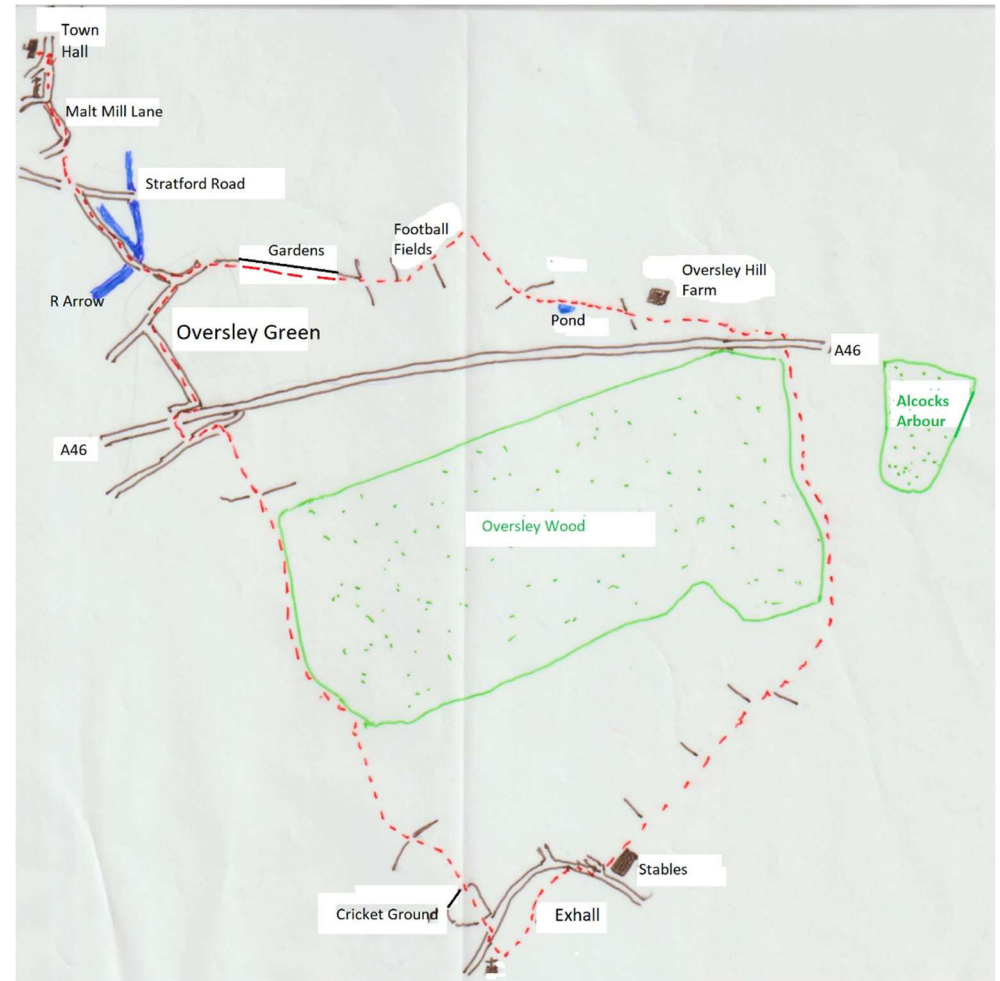 Town
Hall
Malt Mill Lane
Stratford Road
Football
Fields
Gardens
Oversley Hill
Farm
R Arrow
Pond
Oversley Green
A46
Alcocks
Arbour
A46
Oversley Wood
Stables
Cricket Ground
Exhall